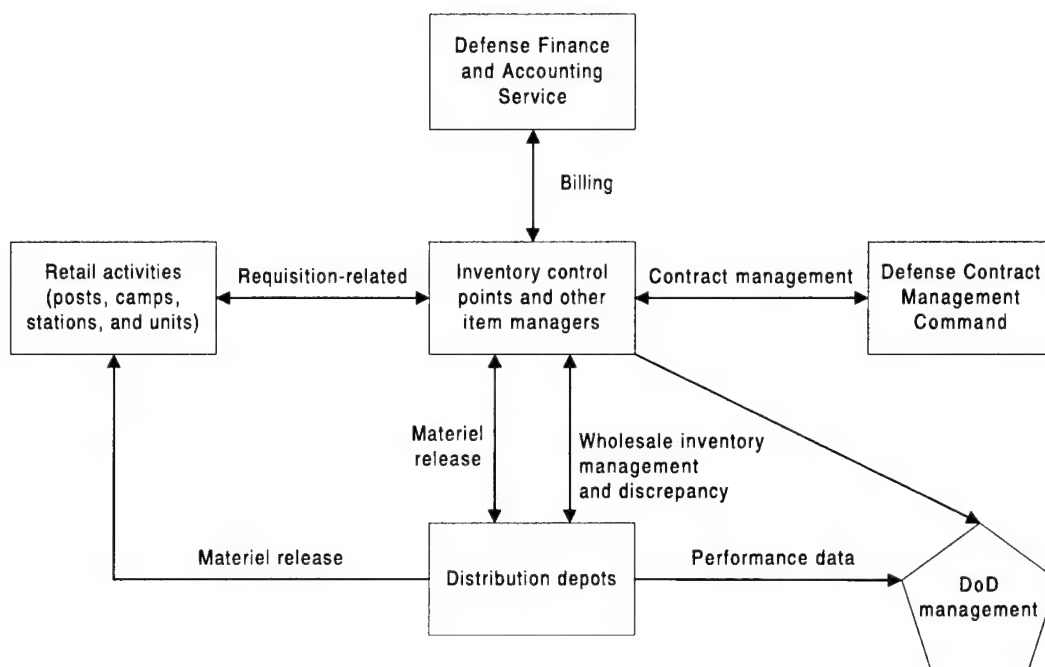 Defense Finance
and Accounting
Service
Billing
Retail activities
(posts, camps,
stations, and units)
Requisition-related
Inventory control
points and other
item managers
Contract management
Defense Contract
Management
Command
Materiel
release
Wholesale inventory
management
and discrepancy
Materiel release
Distribution depots
Performance data
DoD
management